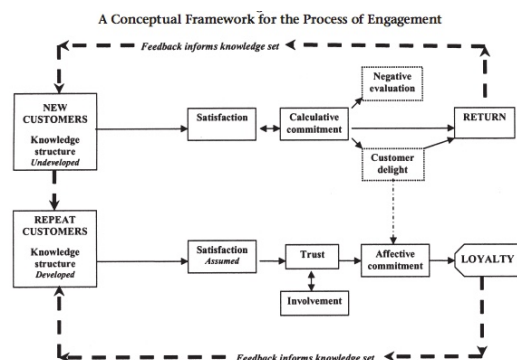 A Conceptual Framework for the Process of Engagement
Feedback informs knowledge set
Negative
evaluation
NEW
CUSTOMERS
Knowledge
structure
Undeveloped
Satisfaction
Calculative
commitment
RETURN
Customer
delight
REPEAT
CUSTOMERS
Knowledge
structure
Developed
Satisfaction
Assumed
Trust
Affective
commitment
LOYALTY
Involvement
Feedback informs knowledge set